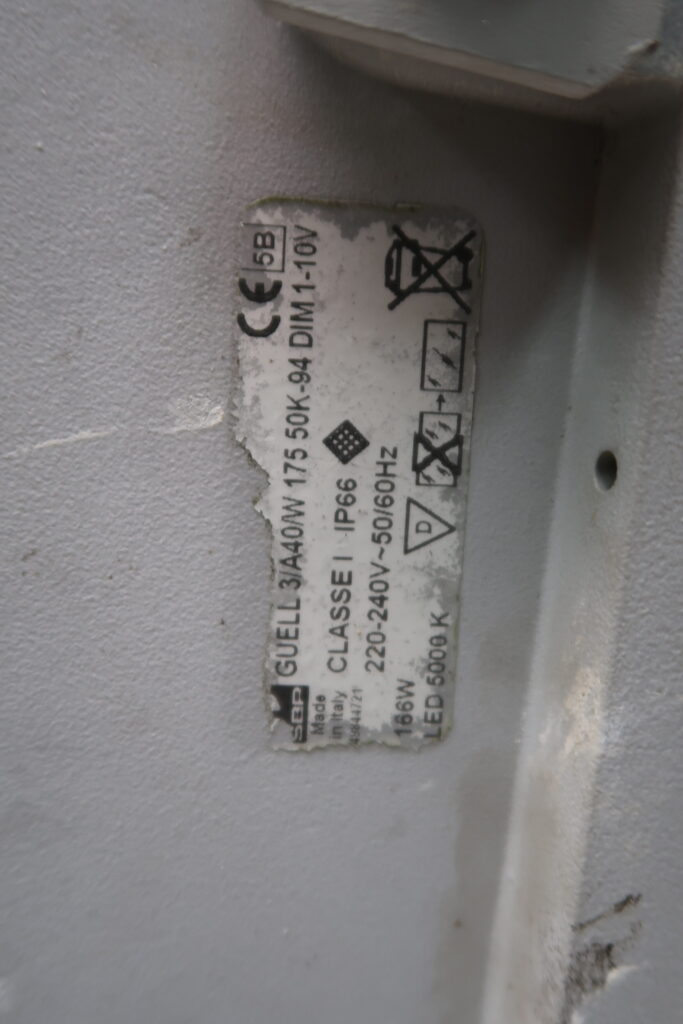 CE 5B
GUELL 3/A40/W 175 50K-94 DIM 1-10V
SBP
Made
in Italy
CLASSE I IP66
220-240V~50/60Hz
D
166W
LED 5000 K